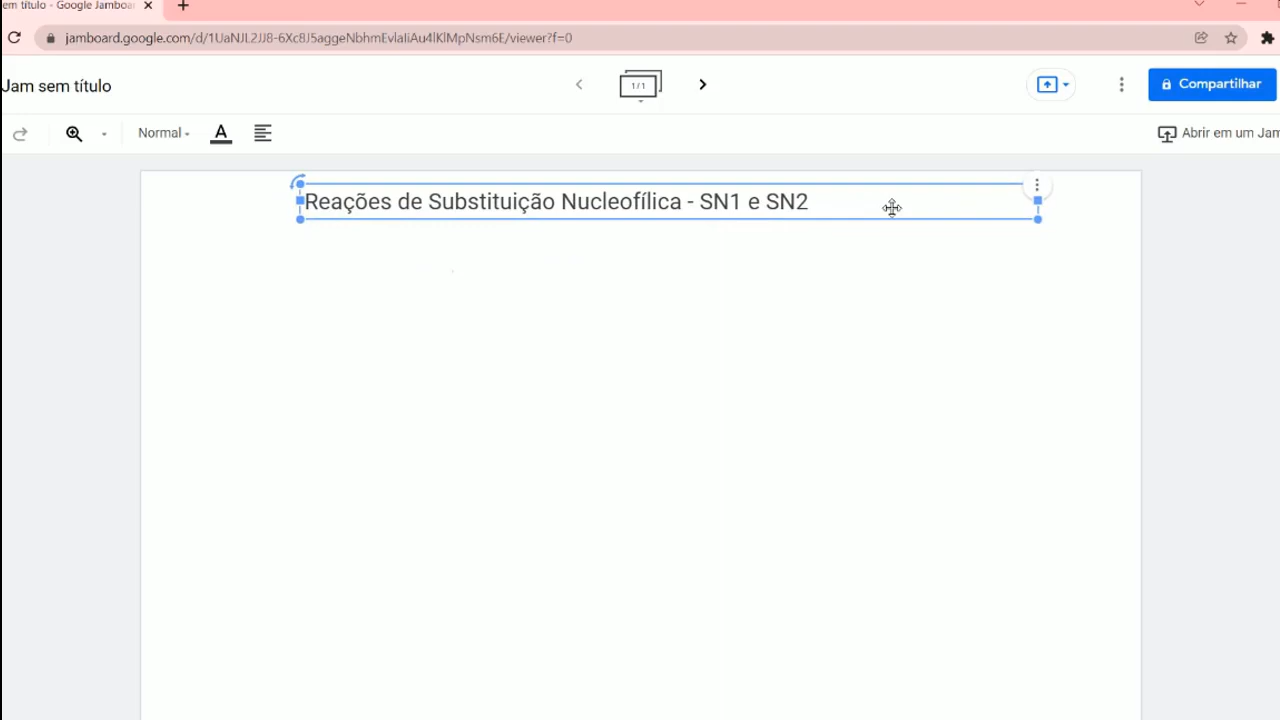 em título - Google Jamboar
jamboard.google.com/d/1UaNJL2JJ8-6Xc8J5aggeNbhmEvlaIiAu4lKlMpNsm6E/viewer?f=0
Jam sem título
1/1
Compartilhar
Normal
A
Abrir em um Jam
Reações de Substituição Nucleofílica - SN1 e SN2